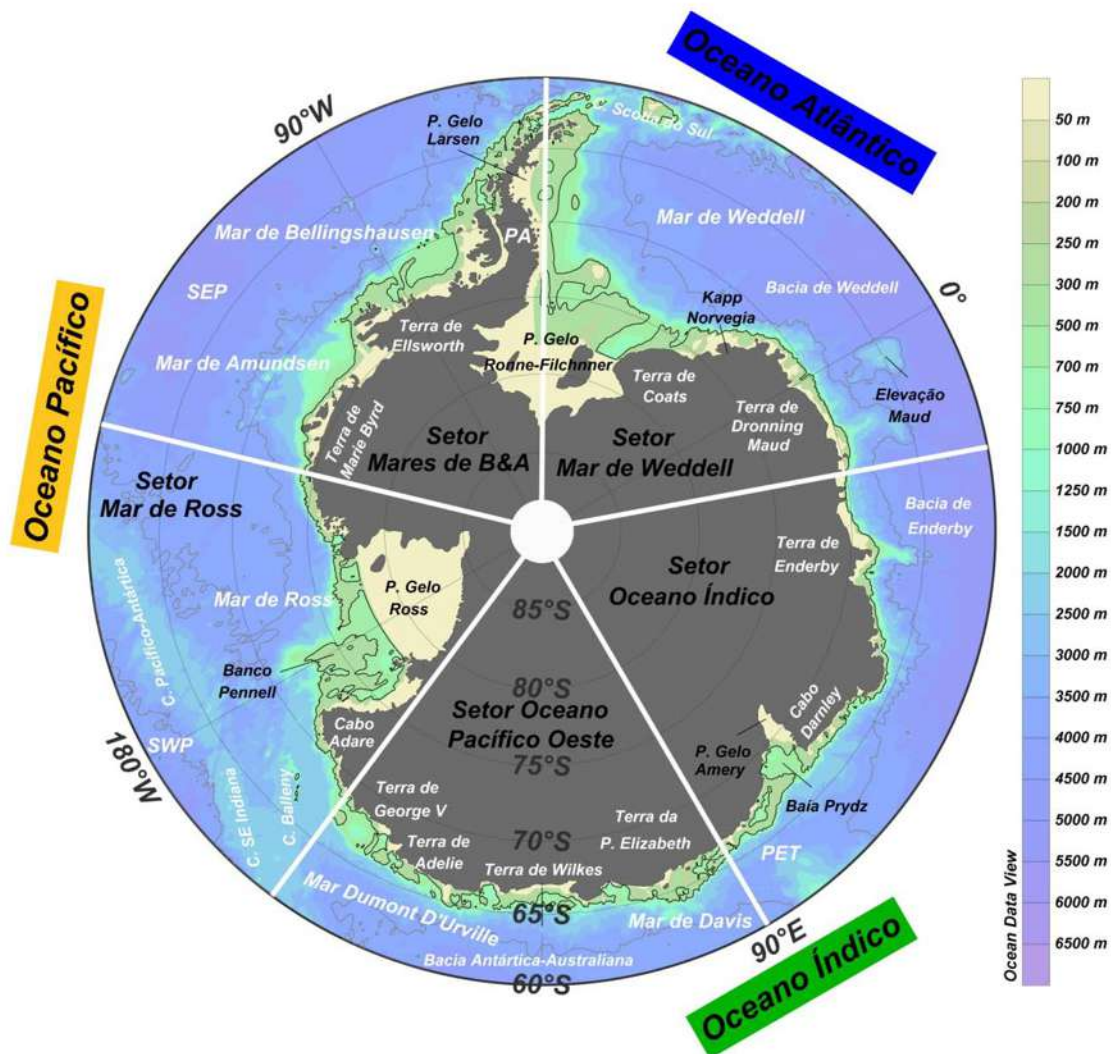 Oceano Atlântico
90°W
P. Gelo
Larsen
Scotia do Sul
Mar de Weddell
Mar de Bellingshausen
PA
SEP
Bacia de Weddell
0°
Kapp
Norvegia
Oceano Pacífico
Terra de
Ellsworth
P. Gelo
Ronne-Filchnner
Mar de Amundsen
Terra de
Coats
Elevação
Maud
Terra de
Marie Byrd
Terra de
Dronning
Maud
Setor
Mares de B&A
Setor
Mar de Weddell
Setor
Mar de Ross
Bacia de
Enderby
Terra de
Enderby
P. Gelo
Ross
Setor
Oceano Índico
Mar de Ross
85°S
C. Pacífico-Antártica
Banco
Pennell
80°S
Setor Oceano
Pacífico Oeste
Cabo
Darnley
Cabo
Adare
180°W
SWP
75°S
P. Gelo
Amery
Baía Prydz
C. SE Indiana
C. Balleny
Terra de
George V
Terra da
P. Elizabeth
70°S
Terra de
Adelie
Terra de Wilkes
PET
65°S
Mar Dumont D'Urville
Mar de Davis
90°E
Bacia Antártica-Australiana
60°S
Oceano Índico
50 m
100 m
200 m
250 m
300 m
500 m
700 m
750 m
1000 m
1250 m
1500 m
2000 m
2500 m
3000 m
3500 m
4000 m
4500 m
5000 m
5500 m
6000 m
6500 m
Ocean Data View